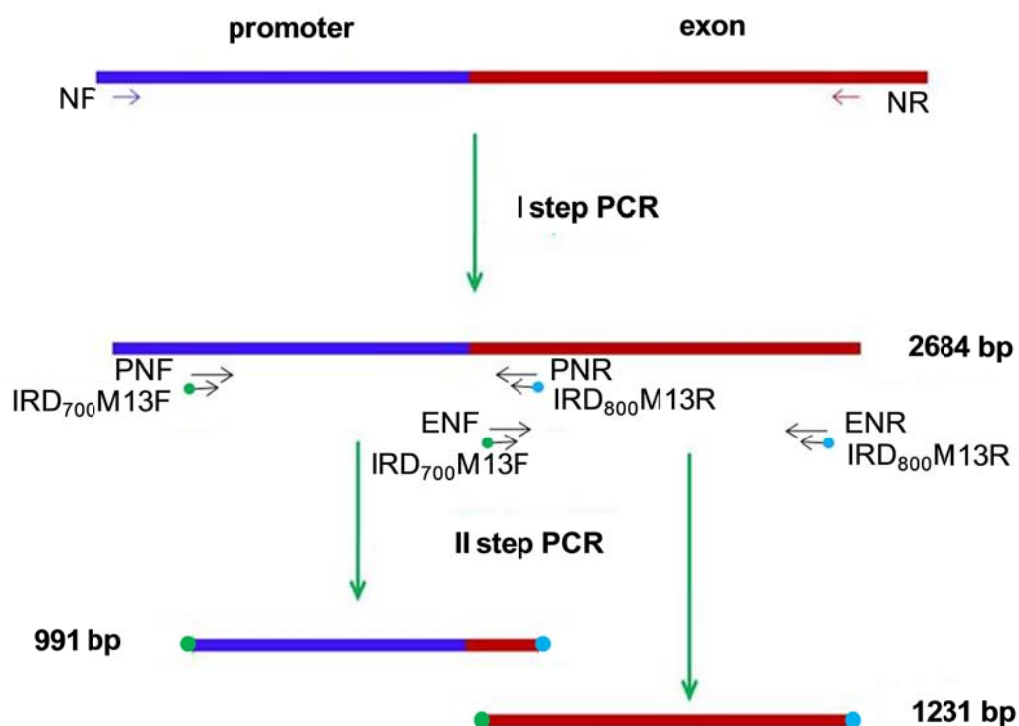 promoter exon
NF NR
I step PCR
2684 bp
PNF PNR
IRD₇₀₀M13F IRD₈₀₀M13R
ENF ENR
IRD₇₀₀M13F IRD₈₀₀M13R
II step PCR
991 bp
1231 bp